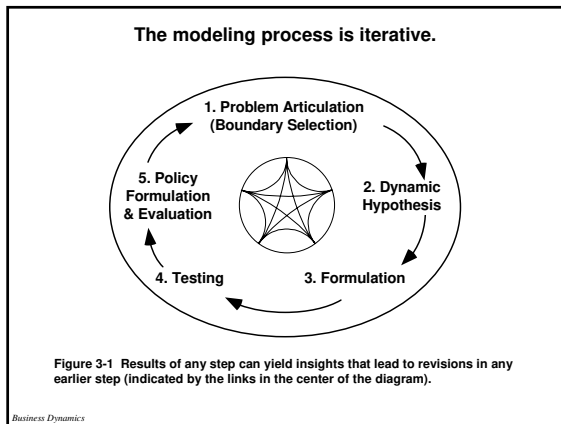 The modeling process is iterative.
1. Problem Articulation
(Boundary Selection)
2. Dynamic
Hypothesis
3. Formulation
4. Testing
5. Policy
Formulation
& Evaluation
Figure 3-1 Results of any step can yield insights that lead to revisions in any
earlier step (indicated by the links in the center of the diagram).
Business Dynamics